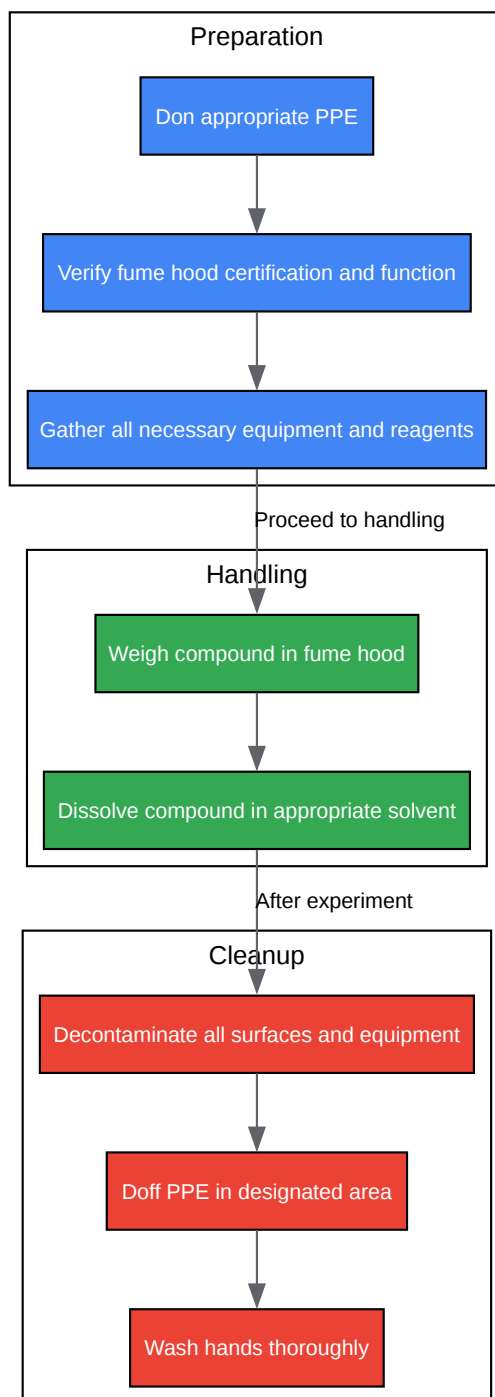 Preparation
Don appropriate PPE
Verify fume hood certification and function
Gather all necessary equipment and reagents
Proceed to handling
Handling
Weigh compound in fume hood
Dissolve compound in appropriate solvent
After experiment
Cleanup
Decontaminate all surfaces and equipment
Doff PPE in designated area
Wash hands thoroughly